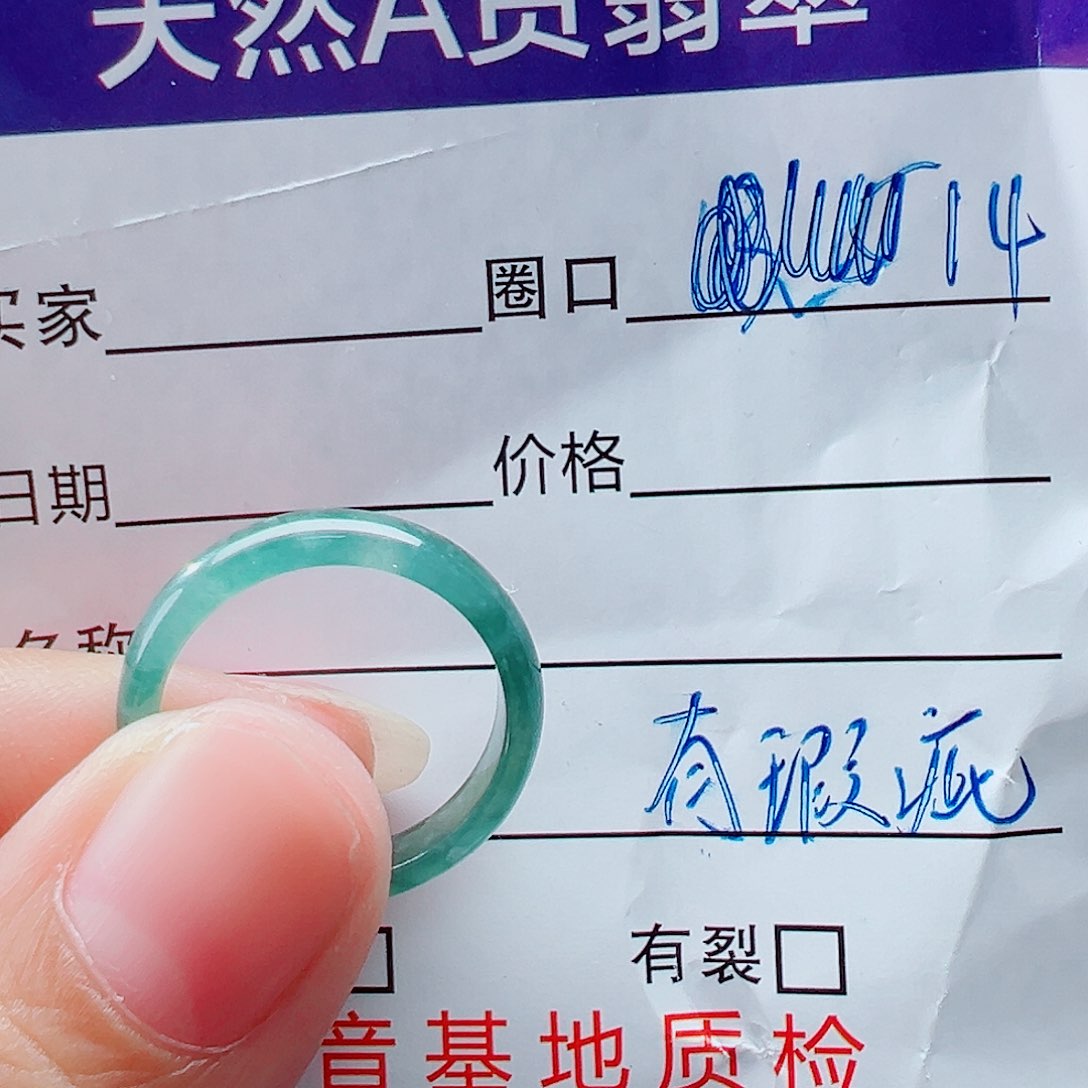 天然A货翡翠
买家 圈口 14
日期 价格
名称
有瑕疵
有裂
音基地质检